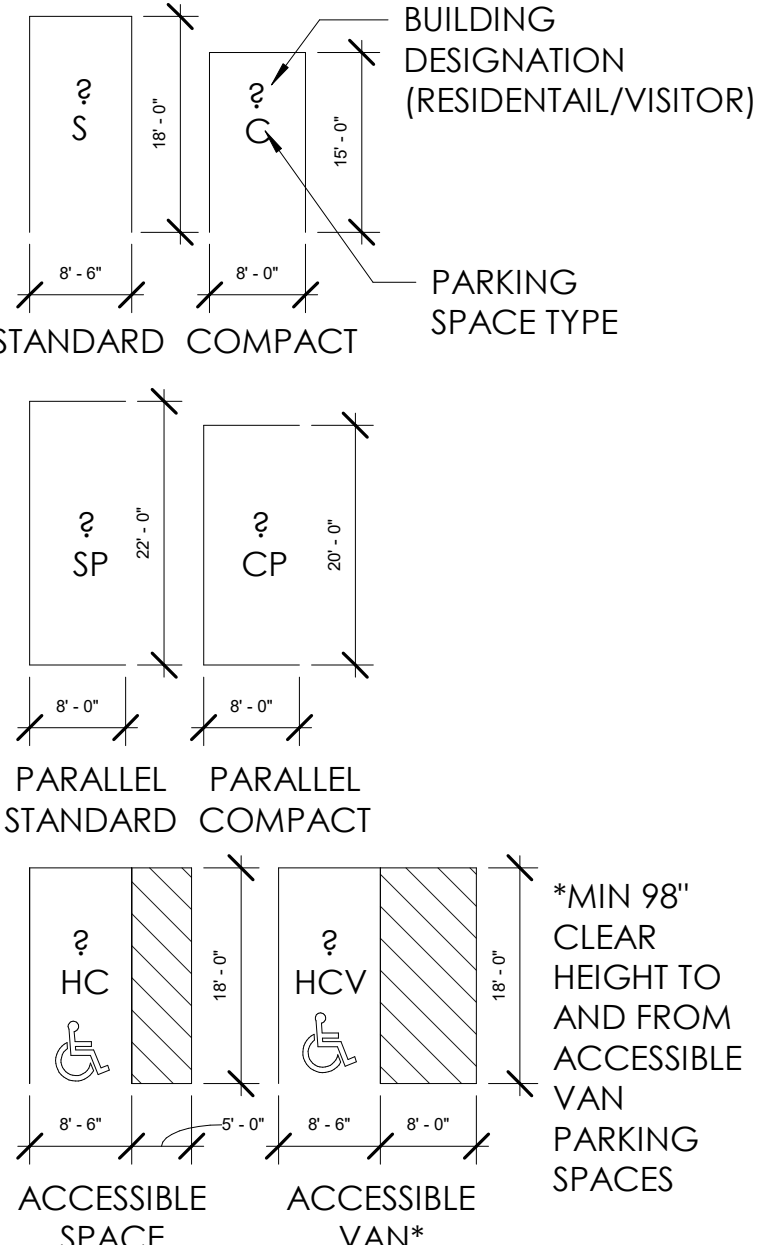 BUILDING
DESIGNATION
(RESIDENTAIL/VISITOR)
?
S
18' - 0"
8' - 6"
STANDARD
?
C
15' - 0"
8' - 0"
COMPACT
PARKING
SPACE TYPE
?
SP
22' - 0"
8' - 0"
PARALLEL
STANDARD
?
CP
20' - 0"
8' - 0"
PARALLEL
COMPACT
?
HC
18' - 0"
8' - 6"
5' - 0"
ACCESSIBLE
SPACE
?
HCV
18' - 0"
8' - 6"
8' - 0"
ACCESSIBLE
VAN*
*MIN 98"
CLEAR
HEIGHT TO
AND FROM
ACCESSIBLE
VAN
PARKING
SPACES